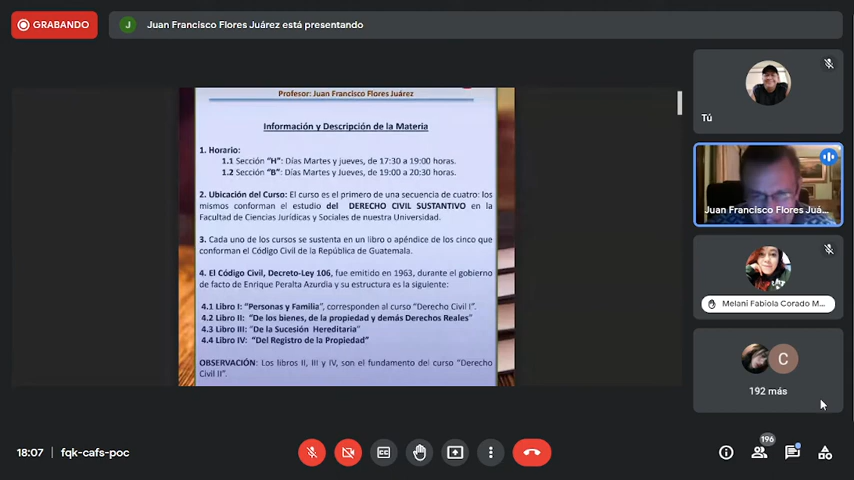 GRABANDO
J Juan Francisco Flores Juárez está presentando
Profesor: Juan Francisco Flores Juárez
Información y Descripción de la Materia
1. Horario:
1.1 Sección "H": Días Martes y jueves, de 17:30 a 19:00 horas.
1.2 Sección "B": Días Martes y Jueves, de 19:00 a 20:30 horas.
2. Ubicación del Curso: El curso es el primero de una secuencia de cuatro: los
mismos conforman el estudio del DERECHO CIVIL SUSTANTIVO en la
Facultad de Ciencias Jurídicas y Sociales de nuestra Universidad.
3. Cada uno de los cursos se sustenta en un libro o apéndice de los cinco que
conforman el Código Civil de la República de Guatemala.
4. El Código Civil, Decreto-Ley 106, fue emitido en 1963, durante el gobierno
de facto de Enrique Peralta Azurdia y su estructura es la siguiente:
4.1 Libro I: "Personas y Familia", corresponden al curso "Derecho Civil I".
4.2 Libro II: "De los bienes, de la propiedad y demás Derechos Reales"
4.3 Libro III: "De la Sucesión Hereditaria"
4.4 Libro IV: "Del Registro de la Propiedad"
OBSERVACIÓN: Los libros II, III y IV, son el fundamento del curso "Derecho
Civil II".
Tú
Juan Francisco Flores Juá...
Melani Fabiola Corado M...
C
192 más
18:07
fqk-cafs-poc
196